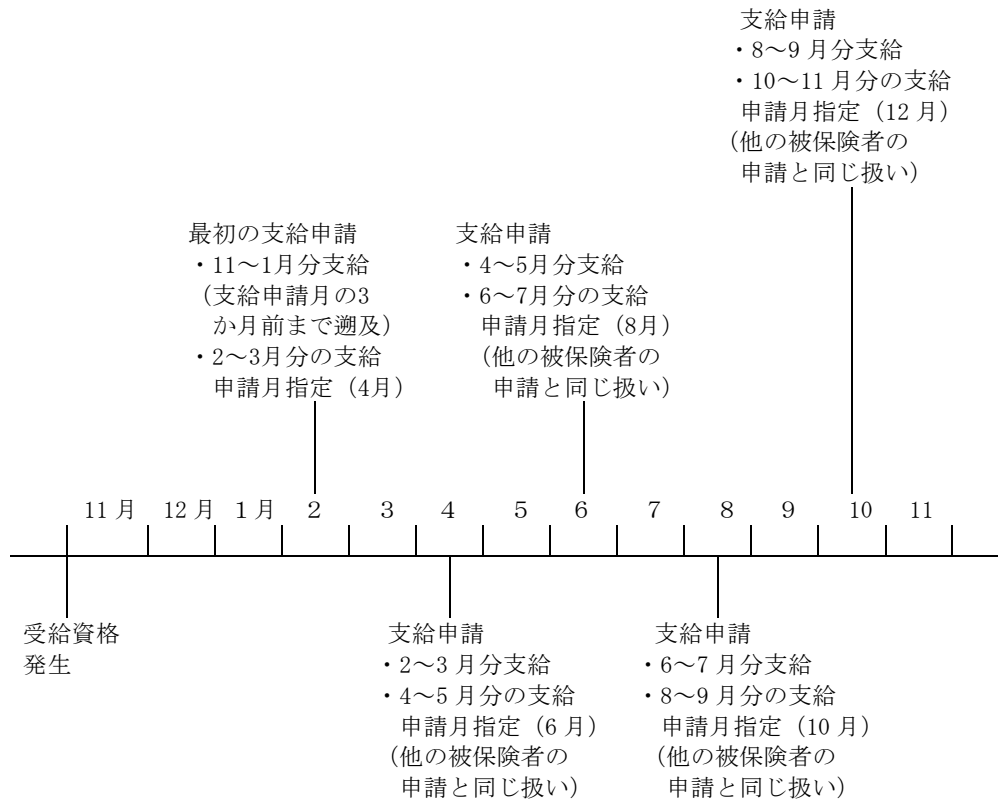 支給申請
・8～9 月分支給
・10～11 月分の支給
申請月指定（12 月）
（他の被保険者の
申請と同じ扱い）
最初の支給申請
・11～1月分支給
（支給申請月の3
か月前まで遡及）
・2～3月分の支給
申請月指定（4月）
支給申請
・4～5月分支給
・6～7月分の支給
申請月指定（8月）
（他の被保険者の
申請と同じ扱い）
11 月 12 月 1 月 2 3 4 5 6 7 8 9 10 11
受給資格
発生
支給申請
・2～3 月分支給
・4～5 月分の支給
申請月指定（6 月）
（他の被保険者の
申請と同じ扱い）
支給申請
・6～7 月分支給
・8～9 月分の支給
申請月指定（10 月）
（他の被保険者の
申請と同じ扱い）